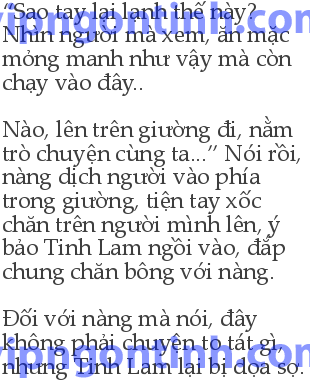 “Sao tay lại lạnh thế này?
Nhìn người mà xem, ăn mặc
mỏng manh như vậy mà còn
chạy vào đây..
Nào, lên trên giường đi, nằm
trò chuyện cùng ta...” Nói rồi,
nàng dịch người vào phía
trong giường, tiện tay xốc
chăn trên người mình lên, ý
bảo Tinh Lam ngồi vào, đắp
chung chăn bông với nàng.
Đối với nàng mà nói, đây
không phải chuyện to tát gì,
nhưng Tinh Lam lại bị dọa sợ.
vipngontinh.com
vipngontinh.com